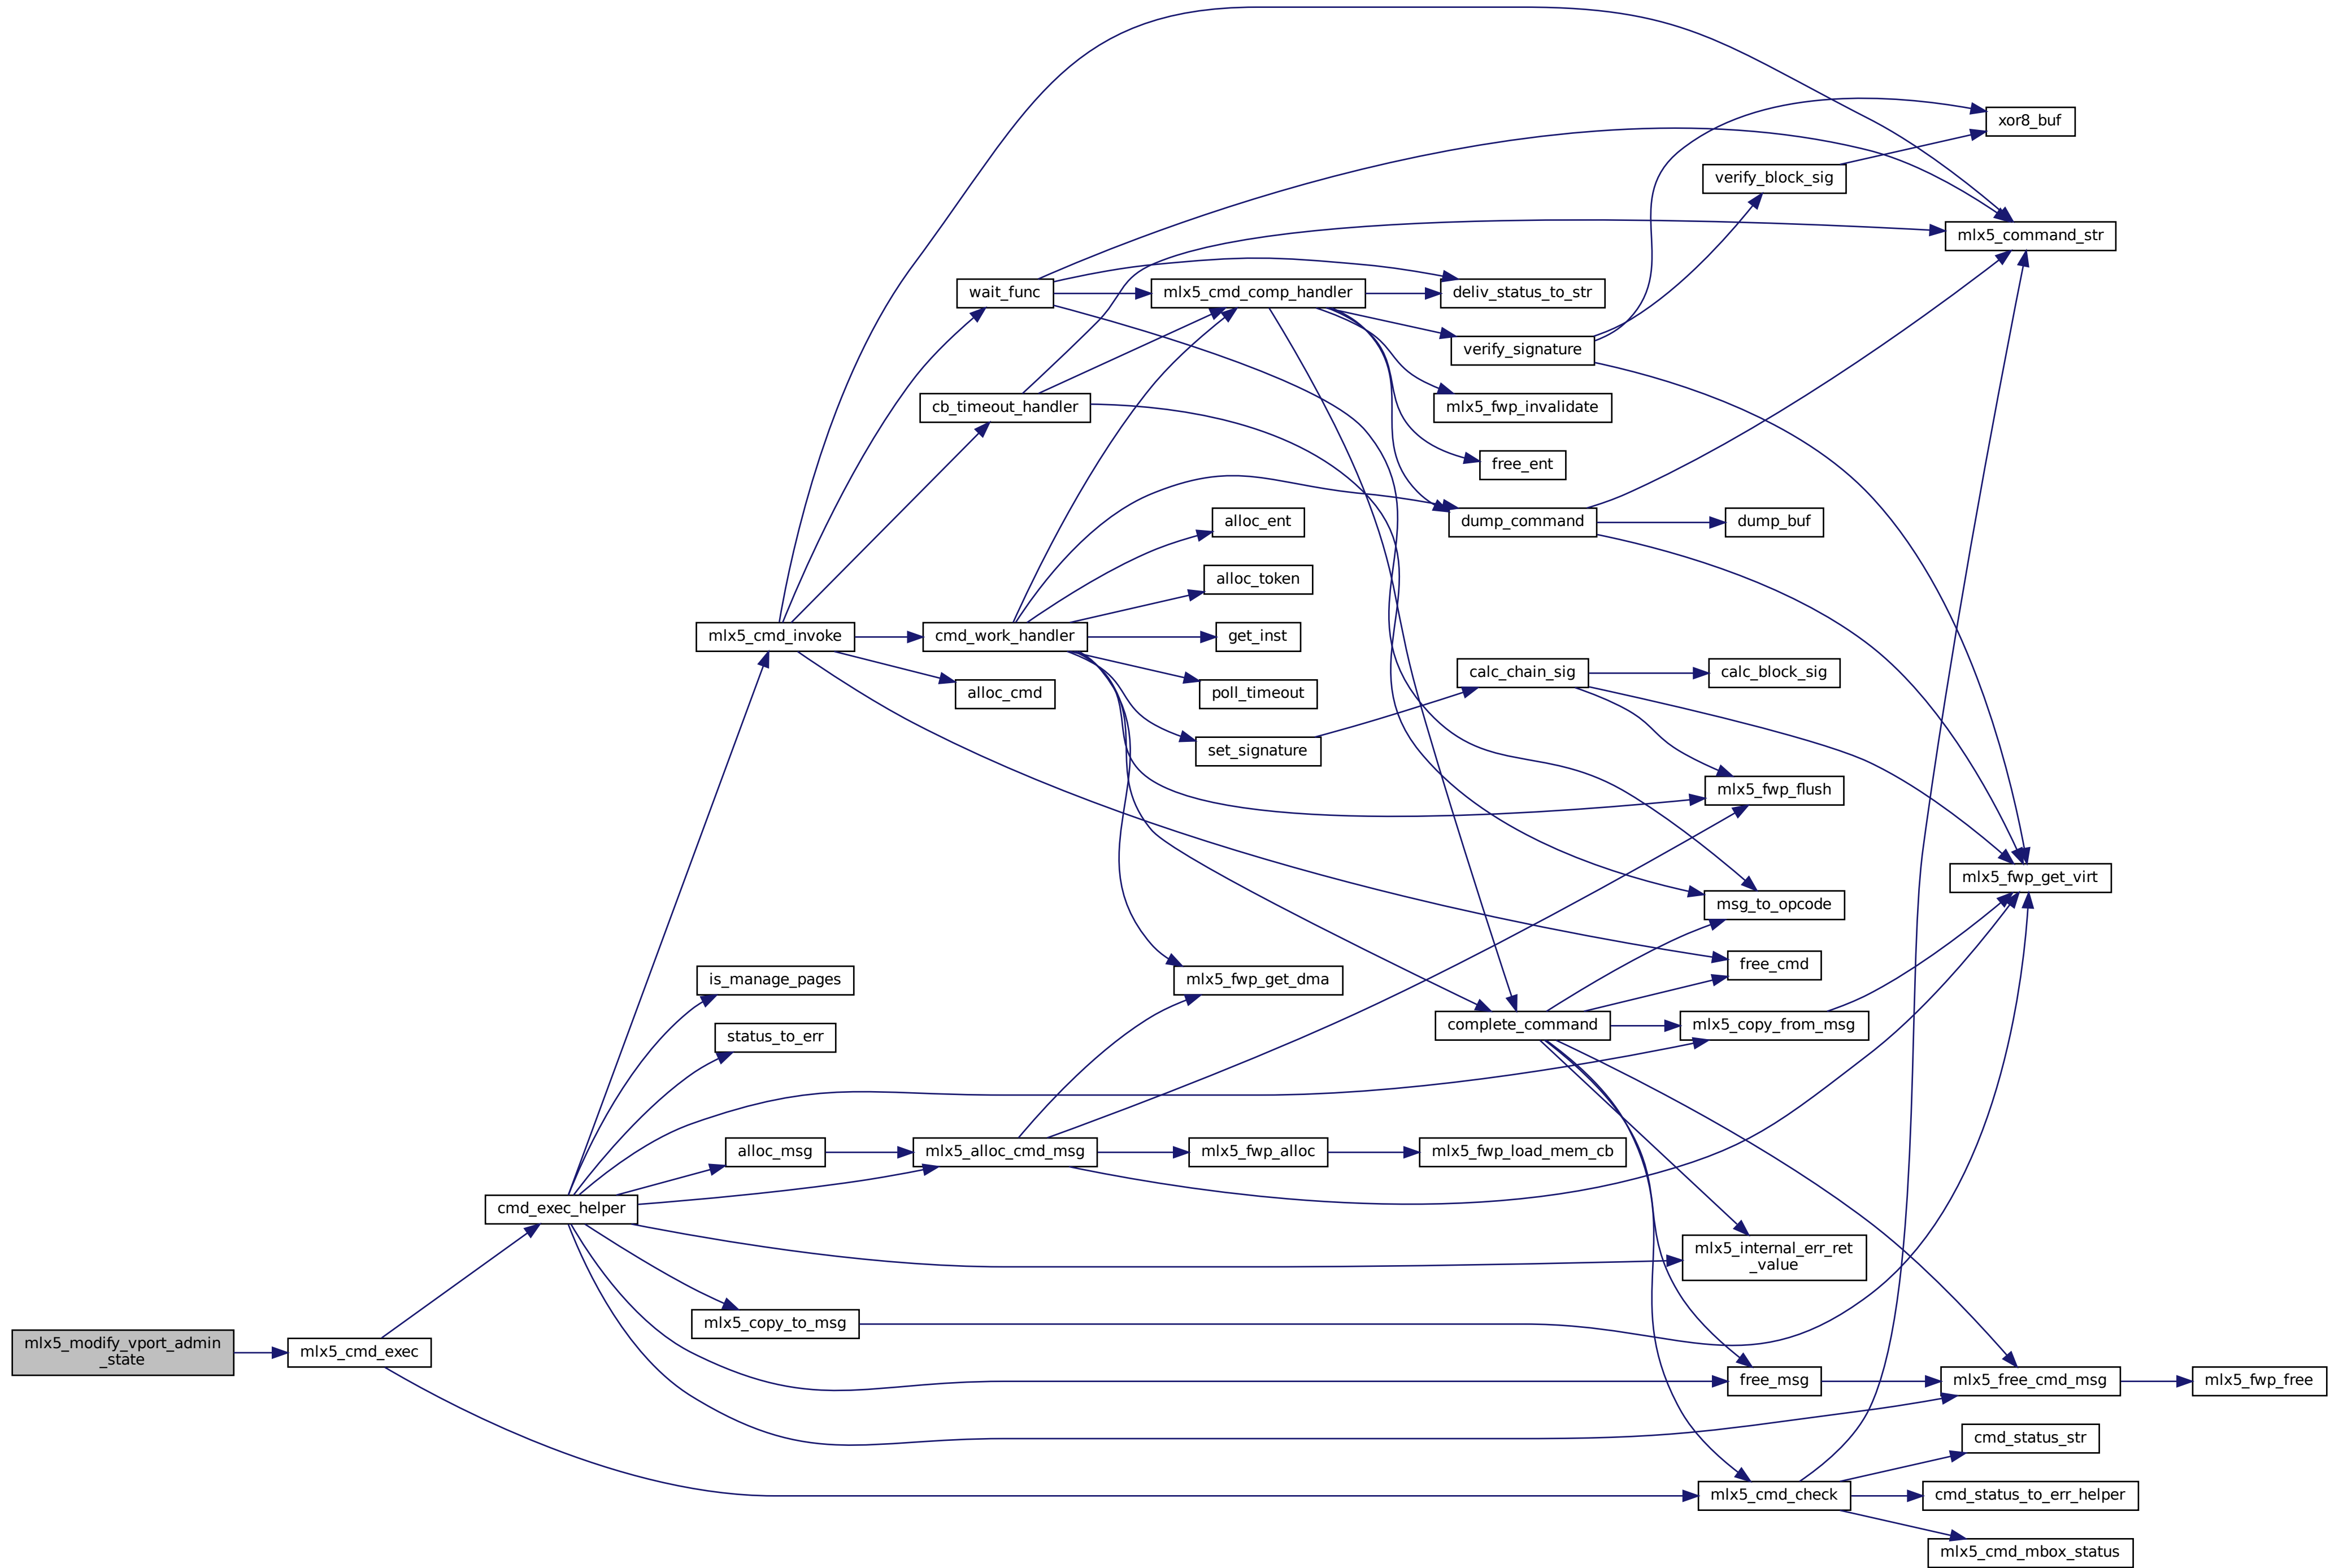 xor8_buf
verify_block_sig
mlx5_command_str
wait_func
mlx5_cmd_comp_handler
deliv_status_to_str
verify_signature
cb_timeout_handler
mlx5_fwp_invalidate
free_ent
alloc_ent
dump_command
dump_buf
alloc_token
mlx5_cmd_invoke
cmd_work_handler
get_inst
calc_chain_sig
calc_block_sig
alloc_cmd
poll_timeout
set_signature
mlx5_fwp_flush
mlx5_fwp_get_virt
msg_to_opcode
free_cmd
is_manage_pages
mlx5_fwp_get_dma
complete_command
mlx5_copy_from_msg
status_to_err
alloc_msg
mlx5_alloc_cmd_msg
mlx5_fwp_alloc
mlx5_fwp_load_mem_cb
cmd_exec_helper
mlx5_internal_err_ret
_value
mlx5_copy_to_msg
mlx5_modify_vport_admin
_state
mlx5_cmd_exec
free_msg
mlx5_free_cmd_msg
mlx5_fwp_free
cmd_status_str
mlx5_cmd_check
cmd_status_to_err_helper
mlx5_cmd_mbox_status